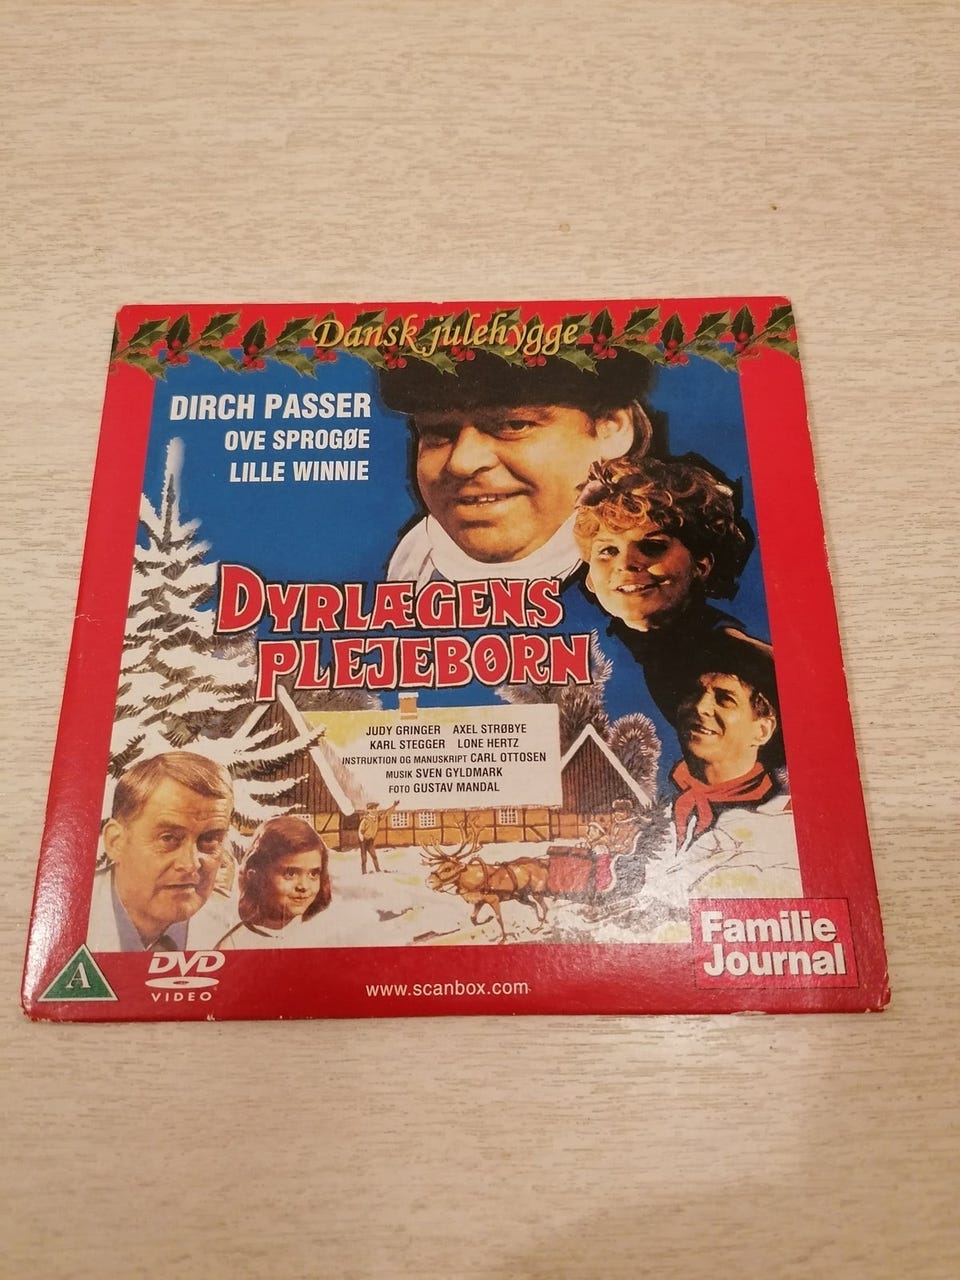 Dansk julehygge
DIRCH PASSER
OVE SPROGØE
LILLE WINNIE
DYRLÆGENS
PLEJEBØRN
JUDY GRINGER AXEL STRØBYE
KARL STEGGER LONE HERTZ
INSTRUKTION OG MANUSKRIPT CARL OTTOSEN
MUSIK SVEN GYLDMARK
FOTO GUSTAV MANDAL
A
DVD
VIDEO
www.scanbox.com
Familie
Journal